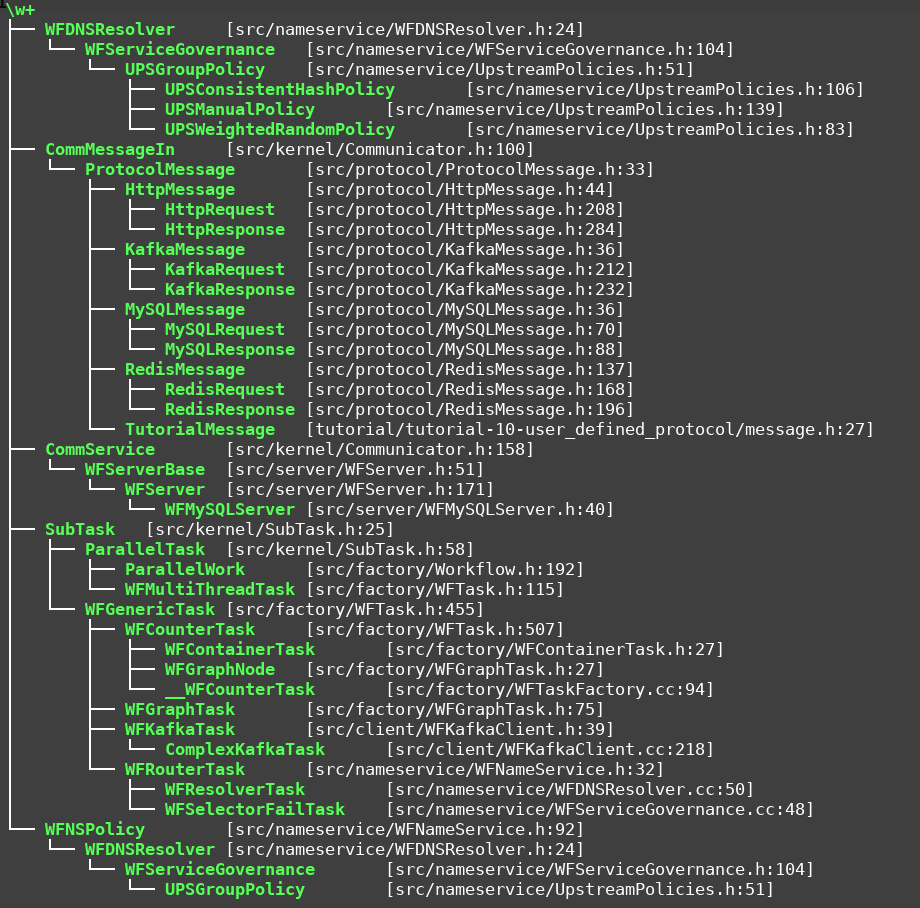 \w+
├── WFDNSResolver [src/nameservice/WFDNSResolver.h:24]
│   └── WFServiceGovernance [src/nameservice/WFServiceGovernance.h:104]
│       └── UPSGroupPolicy [src/nameservice/UpstreamPolicies.h:51]
│           ├── UPSConsistentHashPolicy [src/nameservice/UpstreamPolicies.h:106]
│           ├── UPSManualPolicy [src/nameservice/UpstreamPolicies.h:139]
│           └── UPSWeightedRandomPolicy [src/nameservice/UpstreamPolicies.h:83]
├── CommMessageIn [src/kernel/Communicator.h:100]
│   └── ProtocolMessage [src/protocol/ProtocolMessage.h:33]
│       ├── HttpMessage [src/protocol/HttpMessage.h:44]
│       │   ├── HttpRequest [src/protocol/HttpMessage.h:208]
│       │   └── HttpResponse [src/protocol/HttpMessage.h:284]
│       ├── KafkaMessage [src/protocol/KafkaMessage.h:36]
│       │   ├── KafkaRequest [src/protocol/KafkaMessage.h:212]
│       │   └── KafkaResponse [src/protocol/KafkaMessage.h:232]
│       ├── MySQLMessage [src/protocol/MySQLMessage.h:36]
│       │   ├── MySQLRequest [src/protocol/MySQLMessage.h:70]
│       │   └── MySQLResponse [src/protocol/MySQLMessage.h:88]
│       ├── RedisMessage [src/protocol/RedisMessage.h:137]
│       │   ├── RedisRequest [src/protocol/RedisMessage.h:168]
│       │   └── RedisResponse [src/protocol/RedisMessage.h:196]
│       └── TutorialMessage [tutorial/tutorial-10-user_defined_protocol/message.h:27]
├── CommService [src/kernel/Communicator.h:158]
│   └── WFServerBase [src/server/WFServer.h:51]
│       └── WFServer [src/server/WFServer.h:171]
│           └── WFMySQLServer [src/server/WFMySQLServer.h:40]
├── SubTask [src/kernel/SubTask.h:25]
│   ├── ParallelTask [src/kernel/SubTask.h:58]
│   │   ├── ParallelWork [src/factory/Workflow.h:192]
│   │   └── WFMultiThreadTask [src/factory/WFTask.h:115]
│   └── WFGenericTask [src/factory/WFTask.h:455]
│       ├── WFCounterTask [src/factory/WFTask.h:507]
│       │   ├── WFContainerTask [src/factory/WFContainerTask.h:27]
│       │   ├── WFGraphNode [src/factory/WFGraphTask.h:27]
│       │   └── __WFCounterTask [src/factory/WFTaskFactory.cc:94]
│       ├── WFGraphTask [src/factory/WFGraphTask.h:75]
│       ├── WFKafkaTask [src/client/WFKafkaClient.h:39]
│       │   └── ComplexKafkaTask [src/client/WFKafkaClient.cc:218]
│       └── WFRouterTask [src/nameservice/WFNameService.h:32]
│           ├── WFResolverTask [src/nameservice/WFDNSResolver.cc:50]
│           └── WFSelectorFailTask [src/nameservice/WFServiceGovernance.cc:48]
└── WFNSPolicy [src/nameservice/WFNameService.h:92]
    └── WFDNSResolver [src/nameservice/WFDNSResolver.h:24]
        └── WFServiceGovernance [src/nameservice/WFServiceGovernance.h:104]
            └── UPSGroupPolicy [src/nameservice/UpstreamPolicies.h:51]